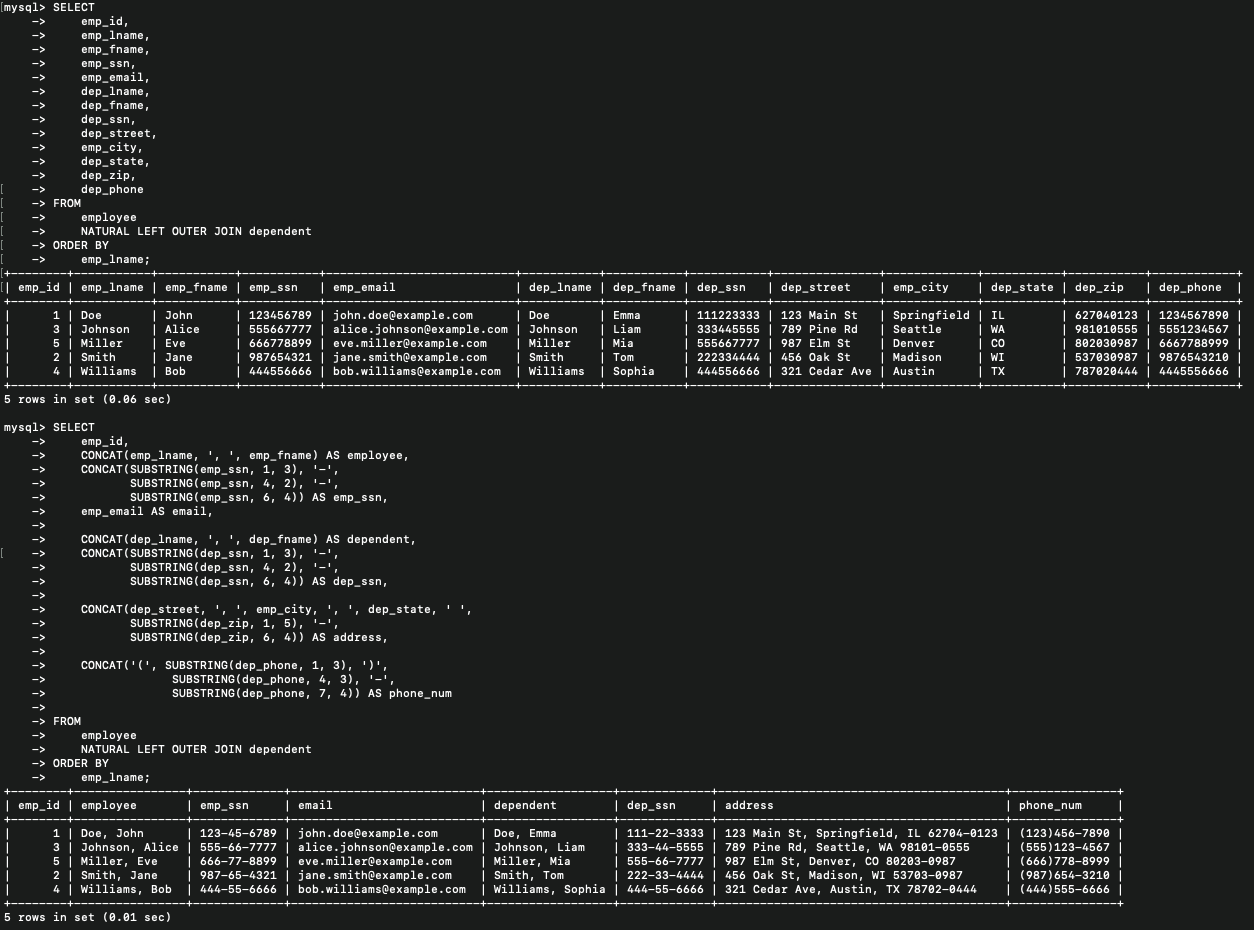 mysql> SELECT
    ->     emp_id,
    ->     emp_lname,
    ->     emp_fname,
    ->     emp_ssn,
    ->     emp_email,
    ->     dep_lname,
    ->     dep_fname,
    ->     dep_ssn,
    ->     dep_street,
    ->     emp_city,
    ->     dep_state,
    ->     dep_zip,
    ->     dep_phone
    -> FROM
    ->     employee
    ->     NATURAL LEFT OUTER JOIN dependent
    -> ORDER BY
    ->     emp_lname;
+--------+-----------+-----------+-----------+---------------------------+-----------+-----------+-----------+---------------+-------------+-----------+-----------+------------+
| emp_id | emp_lname | emp_fname | emp_ssn   | emp_email                 | dep_lname | dep_fname | dep_ssn   | dep_street    | emp_city    | dep_state | dep_zip   | dep_phone  |
+--------+-----------+-----------+-----------+---------------------------+-----------+-----------+-----------+---------------+-------------+-----------+-----------+------------+
|      1 | Doe       | John      | 123456789 | john.doe@example.com      | Doe       | Emma      | 111223333 | 123 Main St   | Springfield | IL        | 627040123 | 1234567890 |
|      3 | Johnson   | Alice     | 555667777 | alice.johnson@example.com | Johnson   | Liam      | 333445555 | 789 Pine Rd   | Seattle     | WA        | 981010555 | 5551234567 |
|      5 | Miller    | Eve       | 666778899 | eve.miller@example.com    | Miller    | Mia       | 555667777 | 987 Elm St    | Denver      | CO        | 802030987 | 6667788999 |
|      2 | Smith     | Jane      | 987654321 | jane.smith@example.com    | Smith     | Tom       | 222334444 | 456 Oak St    | Madison     | WI        | 537030987 | 9876543210 |
|      4 | Williams  | Bob       | 444556666 | bob.williams@example.com  | Williams  | Sophia    | 444556666 | 321 Cedar Ave | Austin      | TX        | 787020444 | 4445556666 |
+--------+-----------+-----------+-----------+---------------------------+-----------+-----------+-----------+---------------+-------------+-----------+-----------+------------+
5 rows in set (0.06 sec)

mysql> SELECT
    ->     emp_id,
    ->     CONCAT(emp_lname, ', ', emp_fname) AS employee,
    ->     CONCAT(SUBSTRING(emp_ssn, 1, 3), '-',
    ->            SUBSTRING(emp_ssn, 4, 2), '-',
    ->            SUBSTRING(emp_ssn, 6, 4)) AS emp_ssn,
    ->     emp_email AS email,
    ->
    ->     CONCAT(dep_lname, ', ', dep_fname) AS dependent,
    ->     CONCAT(SUBSTRING(dep_ssn, 1, 3), '-',
    ->            SUBSTRING(dep_ssn, 4, 2), '-',
    ->            SUBSTRING(dep_ssn, 6, 4)) AS dep_ssn,
    ->
    ->     CONCAT(dep_street, ', ', emp_city, ', ', dep_state, ' ',
    ->            SUBSTRING(dep_zip, 1, 5), '-',
    ->            SUBSTRING(dep_zip, 6, 4)) AS address,
    ->
    ->     CONCAT('(', SUBSTRING(dep_phone, 1, 3), ')',
    ->                  SUBSTRING(dep_phone, 4, 3), '-',
    ->                  SUBSTRING(dep_phone, 7, 4)) AS phone_num
    ->
    -> FROM
    ->     employee
    ->     NATURAL LEFT OUTER JOIN dependent
    -> ORDER BY
    ->     emp_lname;
+--------+----------------+-------------+---------------------------+------------------+-------------+-----------------------------------------+---------------+
| emp_id | employee       | emp_ssn     | email                     | dependent        | dep_ssn     | address                                 | phone_num     |
+--------+----------------+-------------+---------------------------+------------------+-------------+-----------------------------------------+---------------+
|      1 | Doe, John      | 123-45-6789 | john.doe@example.com      | Doe, Emma        | 111-22-3333 | 123 Main St, Springfield, IL 62704-0123 | (123)456-7890 |
|      3 | Johnson, Alice | 555-66-7777 | alice.johnson@example.com | Johnson, Liam    | 333-44-5555 | 789 Pine Rd, Seattle, WA 98101-0555     | (555)123-4567 |
|      5 | Miller, Eve    | 666-77-8899 | eve.miller@example.com    | Miller, Mia      | 555-66-7777 | 987 Elm St, Denver, CO 80203-0987       | (666)778-8999 |
|      2 | Smith, Jane    | 987-65-4321 | jane.smith@example.com    | Smith, Tom       | 222-33-4444 | 456 Oak St, Madison, WI 53703-0987      | (987)654-3210 |
|      4 | Williams, Bob  | 444-55-6666 | bob.williams@example.com  | Williams, Sophia | 444-55-6666 | 321 Cedar Ave, Austin, TX 78702-0444    | (444)555-6666 |
+--------+----------------+-------------+---------------------------+------------------+-------------+-----------------------------------------+---------------+
5 rows in set (0.01 sec)